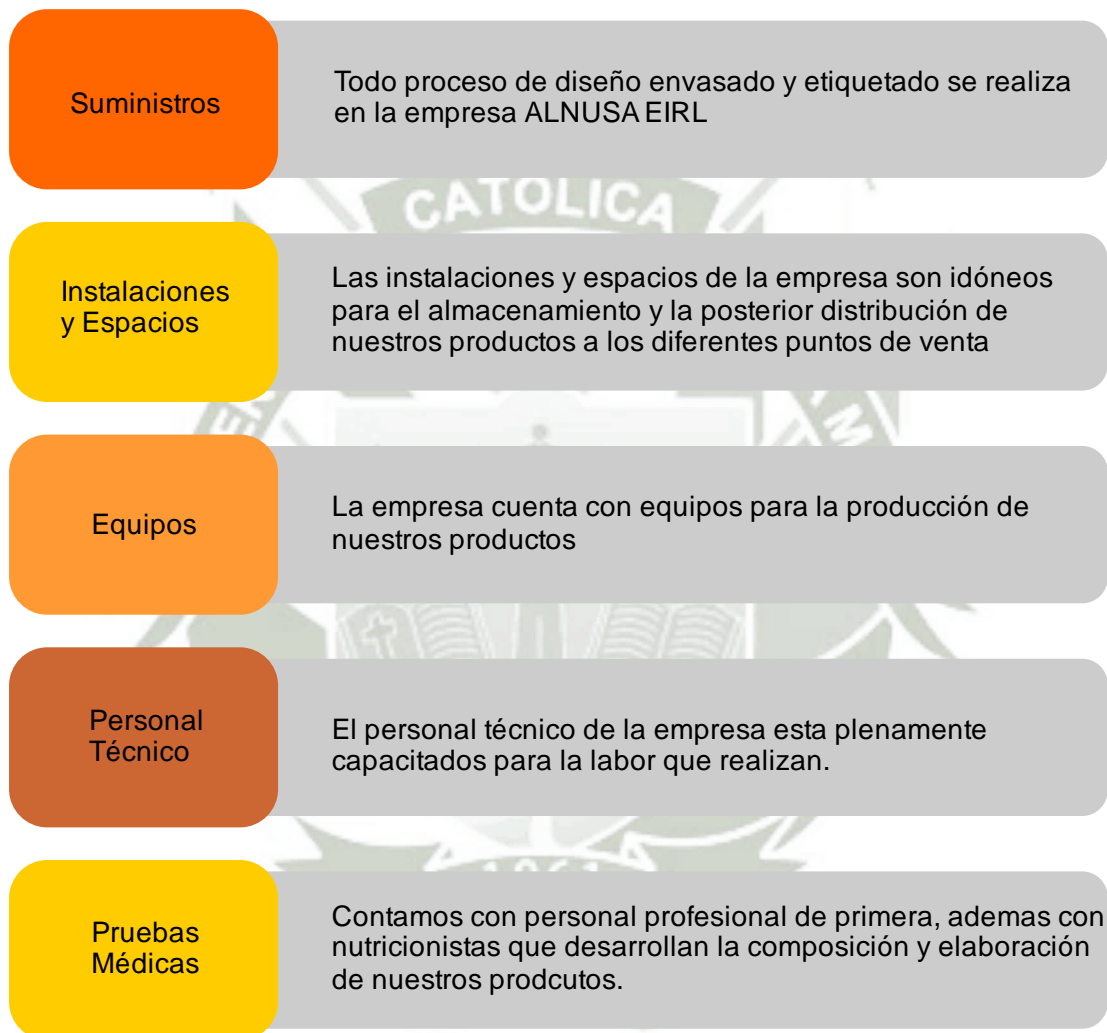 Suministros
Todo proceso de diseño envasado y etiquetado se realiza
en la empresa ALNUSA EIRL
CATOLICA
Instalaciones
y Espacios
Las instalaciones y espacios de la empresa son idóneos
para el almacenamiento y la posterior distribución de
nuestros productos a los diferentes puntos de venta
Equipos
La empresa cuenta con equipos para la producción de
nuestros productos
Personal
Técnico
El personal técnico de la empresa esta plenamente
capacitados para la labor que realizan.
1961
Pruebas
Médicas
Contamos con personal profesional de primera, ademas con
nutricionistas que desarrollan la composición y elaboración
de nuestros prodcutos.